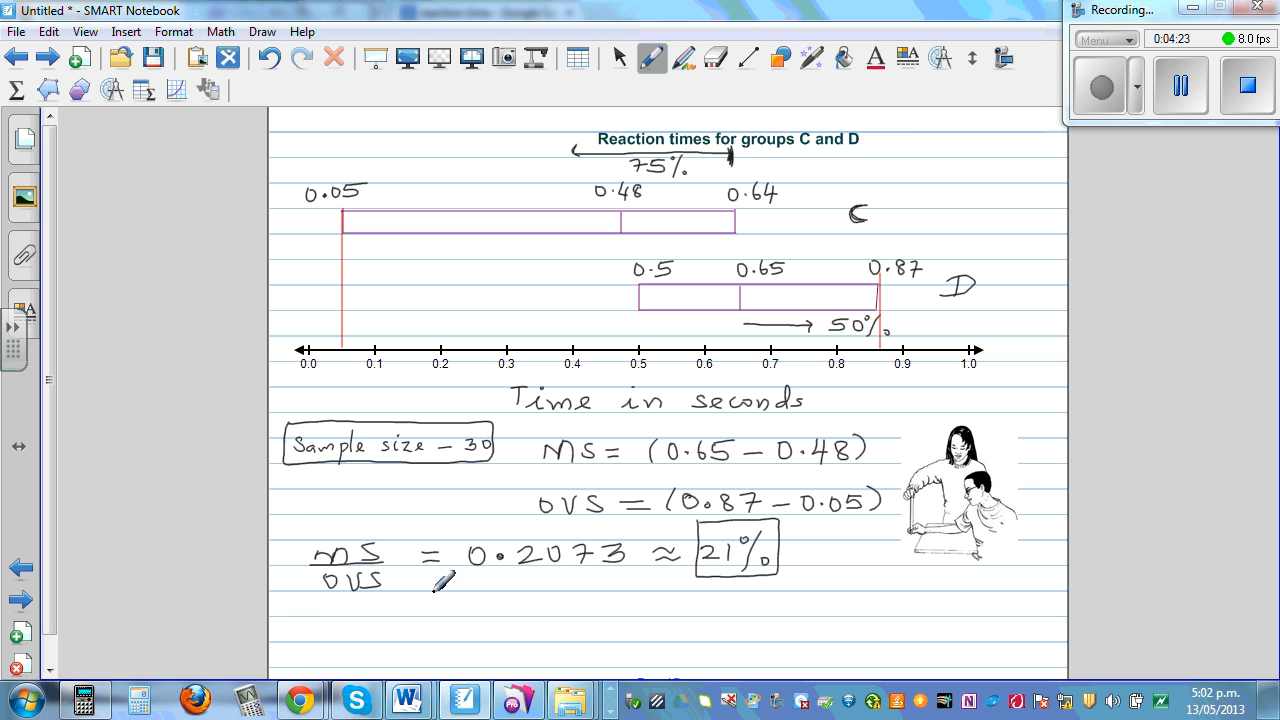 Untitled * - SMART Notebook
Recording...
File Edit View Insert Format Math Draw Help
Menu
0:04:23
8.0 fps
Reaction times for groups C and D
75%
0.05
0.48
0.64
C
0.5
0.65
0.87
D
50%
0.0 0.1 0.2 0.3 0.4 0.5 0.6 0.7 0.8 0.9 1.0
Time in seconds
Sample size - 30
MS = (0.65 - 0.48)
OVS = (0.87 - 0.05)
MS
OVS
= 0.2073 ≈ 21%
5:02 p.m.
13/05/2013